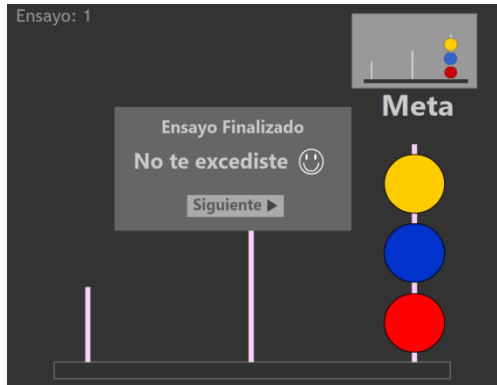 Ensayo: 1
Meta
Ensayo Finalizado
No te excediste
Siguiente